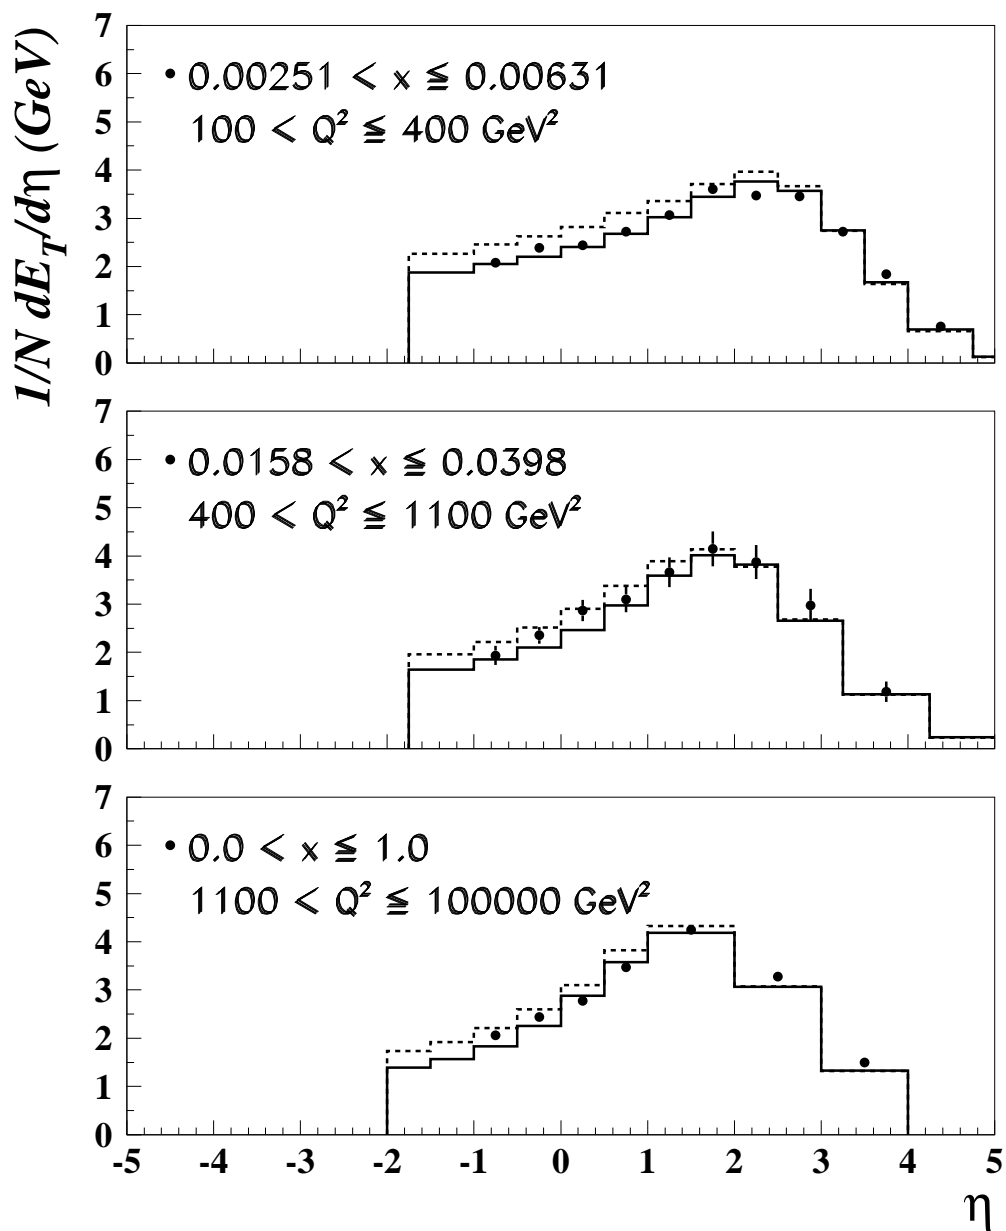 1/N dE_T/dη (GeV)
7
6
5
4
3
2
1
0
0.00251 < x ≦ 0.00631
100 < Q² ≦ 400 GeV²
7
6
5
4
3
2
1
0
0.0158 < x ≦ 0.0398
400 < Q² ≦ 1100 GeV²
7
6
5
4
3
2
1
0
0.0 < x ≦ 1.0
1100 < Q² ≦ 100000 GeV²
-5 -4 -3 -2 -1 0 1 2 3 4 5
η